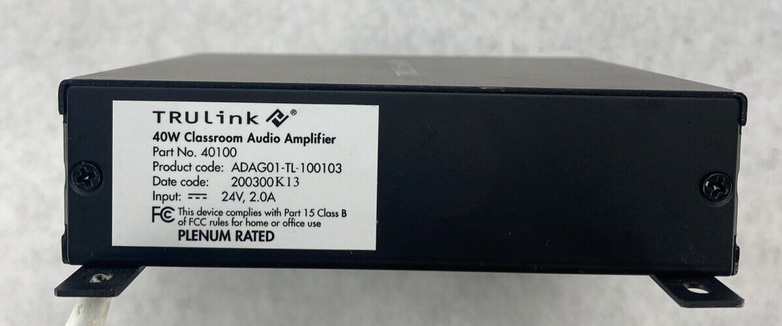 TRULink ®
40W Classroom Audio Amplifier
Part No. 40100
Product code: ADAG01-TL-100103
Date code: 200300K13
Input: ⎓ 24V, 2.0A
FC This device complies with Part 15 Class B
of FCC rules for home or office use
PLENUM RATED